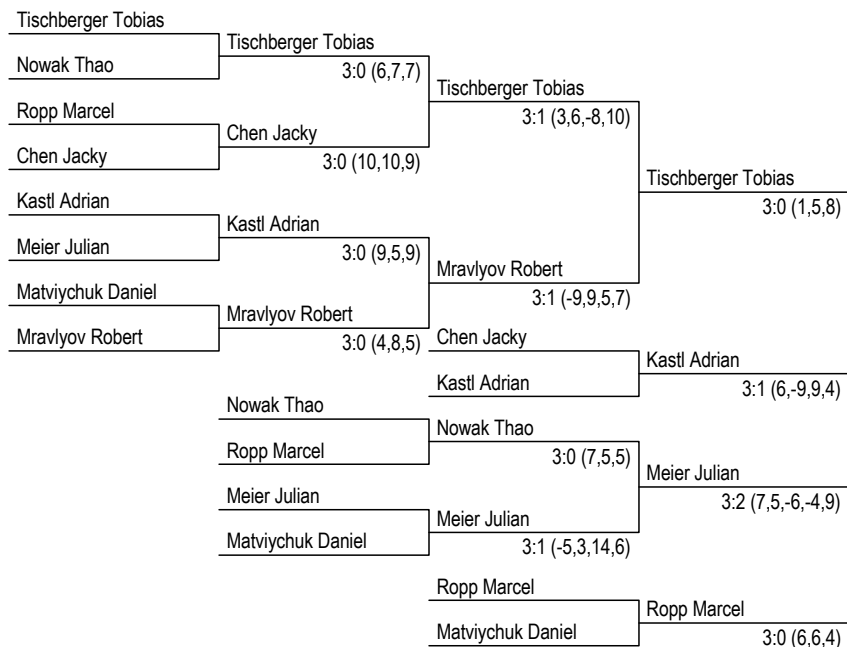 Tischberger Tobias
Tischberger Tobias
Nowak Thao
3:0 (6,7,7)
Tischberger Tobias
Ropp Marcel
3:1 (3,6,-8,10)
Chen Jacky
Chen Jacky
3:0 (10,10,9)
Tischberger Tobias
Kastl Adrian
3:0 (1,5,8)
Kastl Adrian
Meier Julian
3:0 (9,5,9)
Mravlyov Robert
Matviychuk Daniel
3:1 (-9,9,5,7)
Mravlyov Robert
Mravlyov Robert
3:0 (4,8,5)
Chen Jacky
Kastl Adrian
Kastl Adrian
3:1 (6,-9,9,4)
Nowak Thao
Nowak Thao
Ropp Marcel
3:0 (7,5,5)
Meier Julian
Meier Julian
3:2 (7,5,-6,-4,9)
Meier Julian
Matviychuk Daniel
3:1 (-5,3,14,6)
Ropp Marcel
Ropp Marcel
Matviychuk Daniel
3:0 (6,6,4)